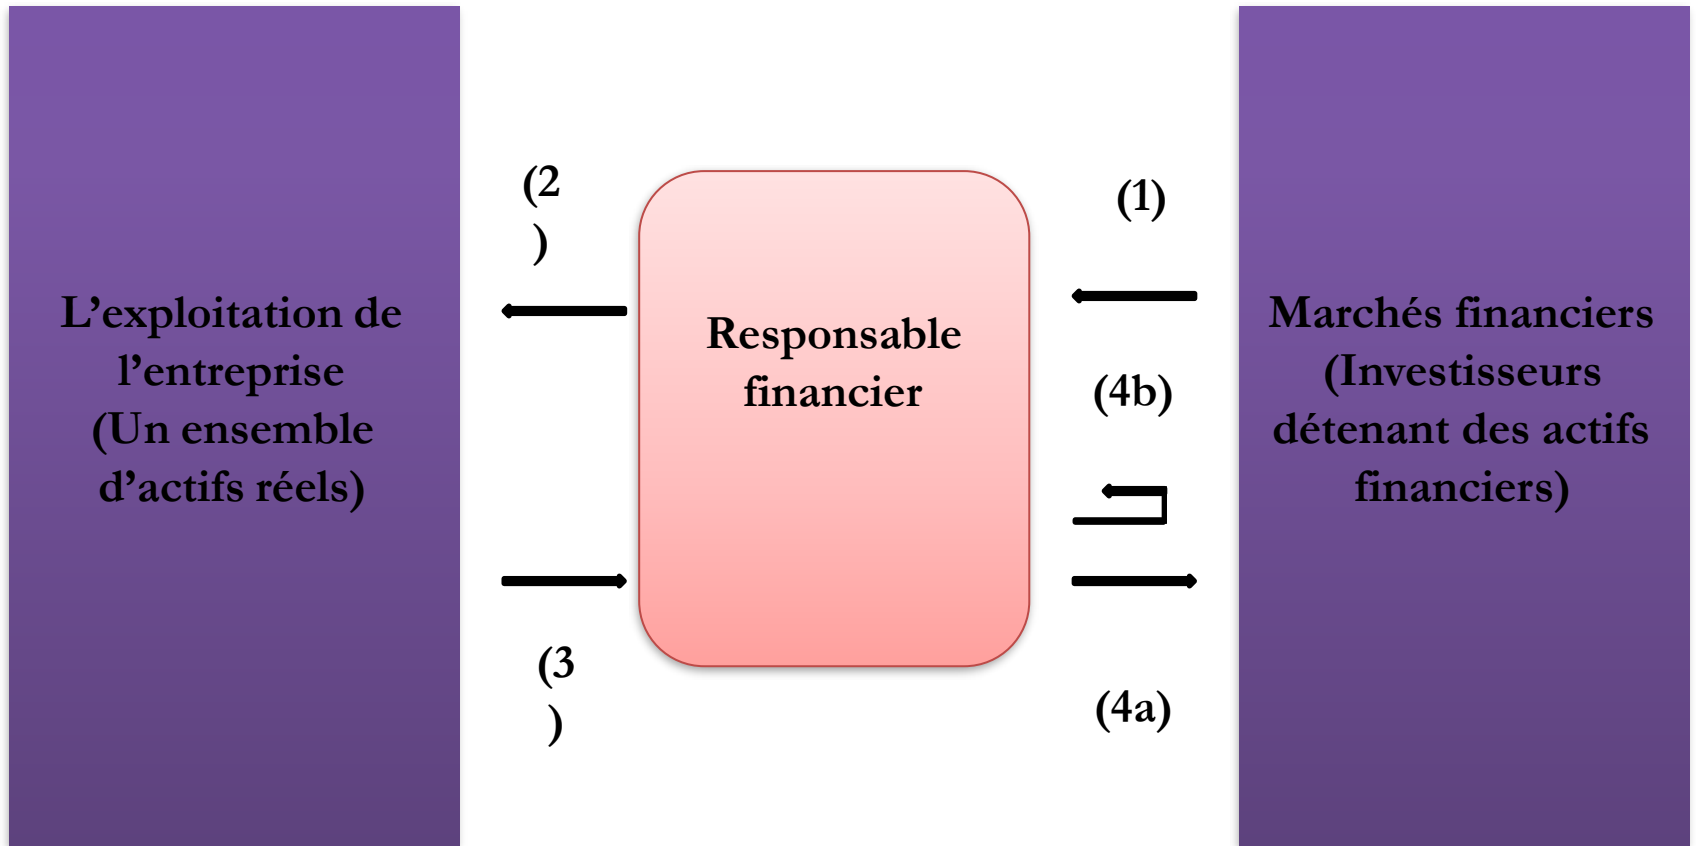 L’exploitation de
l’entreprise
(Un ensemble
d’actifs réels)
(2
)
(3
)
Responsable
financier
(1)
(4b)
(4a)
Marchés financiers
(Investisseurs
détenant des actifs
financiers)